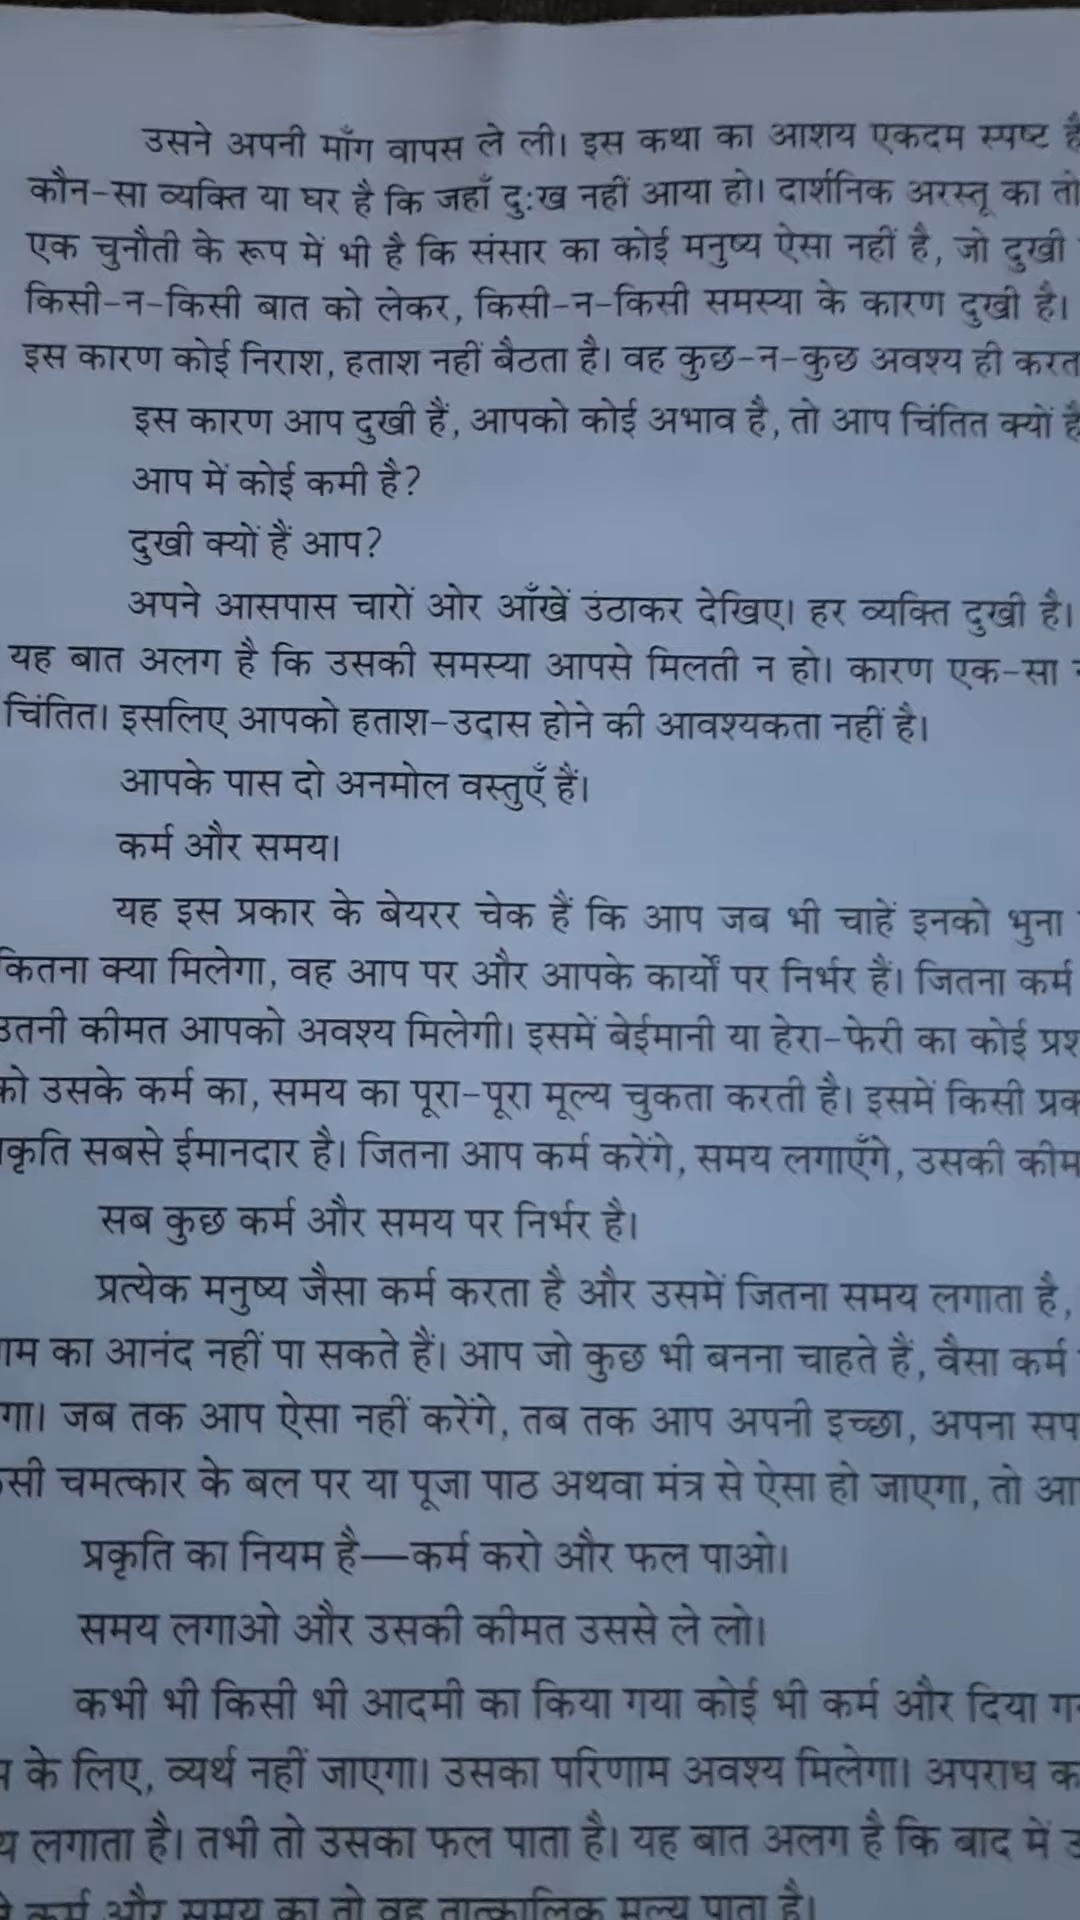 उसने अपनी माँग वापस ले ली। इस कथा का आशय एकदम स्पष्ट
कौन-सा व्यक्ति या घर है कि जहाँ दु:ख नहीं आया हो। दार्शनिक अरस्तू का तो
एक चुनौती के रूप में भी है कि संसार का कोई मनुष्य ऐसा नहीं है, जो दुखी
किसी-न-किसी बात को लेकर, किसी-न-किसी समस्या के कारण दुखी है।
इस कारण कोई निराश, हताश नहीं बैठता है। वह कुछ-न-कुछ अवश्य ही
इस कारण आप दुखी हैं, आपको कोई अभाव है, तो आप चिंतित क्यों
आप में कोई कमी है?
दुखी क्यों हैं आप?
अपने आसपास चारों ओर आँखें उठाकर देखिए। हर व्यक्ति दुखी है।
यह बात अलग है कि उसकी समस्या आपसे मिलती न हो। कारण एक-सा
चिंतित। इसलिए आपको हताश-उदास होने की आवश्यकता नहीं है।
आपके पास दो अनमोल वस्तुएँ हैं।
कर्म और समय।
यह इस प्रकार के बेयरर चेक हैं कि आप जब भी चाहें इनको भुना
कितना क्या मिलेगा, वह आप पर और आपके कार्यों पर निर्भर हैं। जितना कर्म
उतनी कीमत आपको अवश्य मिलेगी। इसमें बेईमानी या हेरा-फेरी का कोई
को उसके कर्म का, समय का पूरा-पूरा मूल्य चुकता करती है। इसमें किसी
सबसे ईमानदार है। जितना आप कर्म करेंगे, समय लगाएँगे, उसकी
सब कुछ कर्म और समय पर निर्भर है।
प्रत्येक मनुष्य जैसा कर्म करता है और उसमें जितना समय लगाता है,
का आनंद नहीं पा सकते हैं। आप जो कुछ भी बनना चाहते हैं, वैसा कर्म
जब तक आप ऐसा नहीं करेंगे, तब तक आप अपनी इच्छा, अपना
चमत्कार के बल पर या पूजा पाठ अथवा मंत्र से ऐसा हो जाएगा, तो
प्रकृति का नियम है—कर्म करो और फल पाओ।
समय लगाओ और उसकी कीमत उससे ले लो।
कभी भी किसी भी आदमी का किया गया कोई भी कर्म और दिया
के लिए, व्यर्थ नहीं जाएगा। उसका परिणाम अवश्य मिलेगा। अपराध
लगाता है। तभी तो उसका फल पाता है। यह बात अलग है कि बाद में
कर्म और समय का तो वह तात्कालिक मूल्य पाता है।